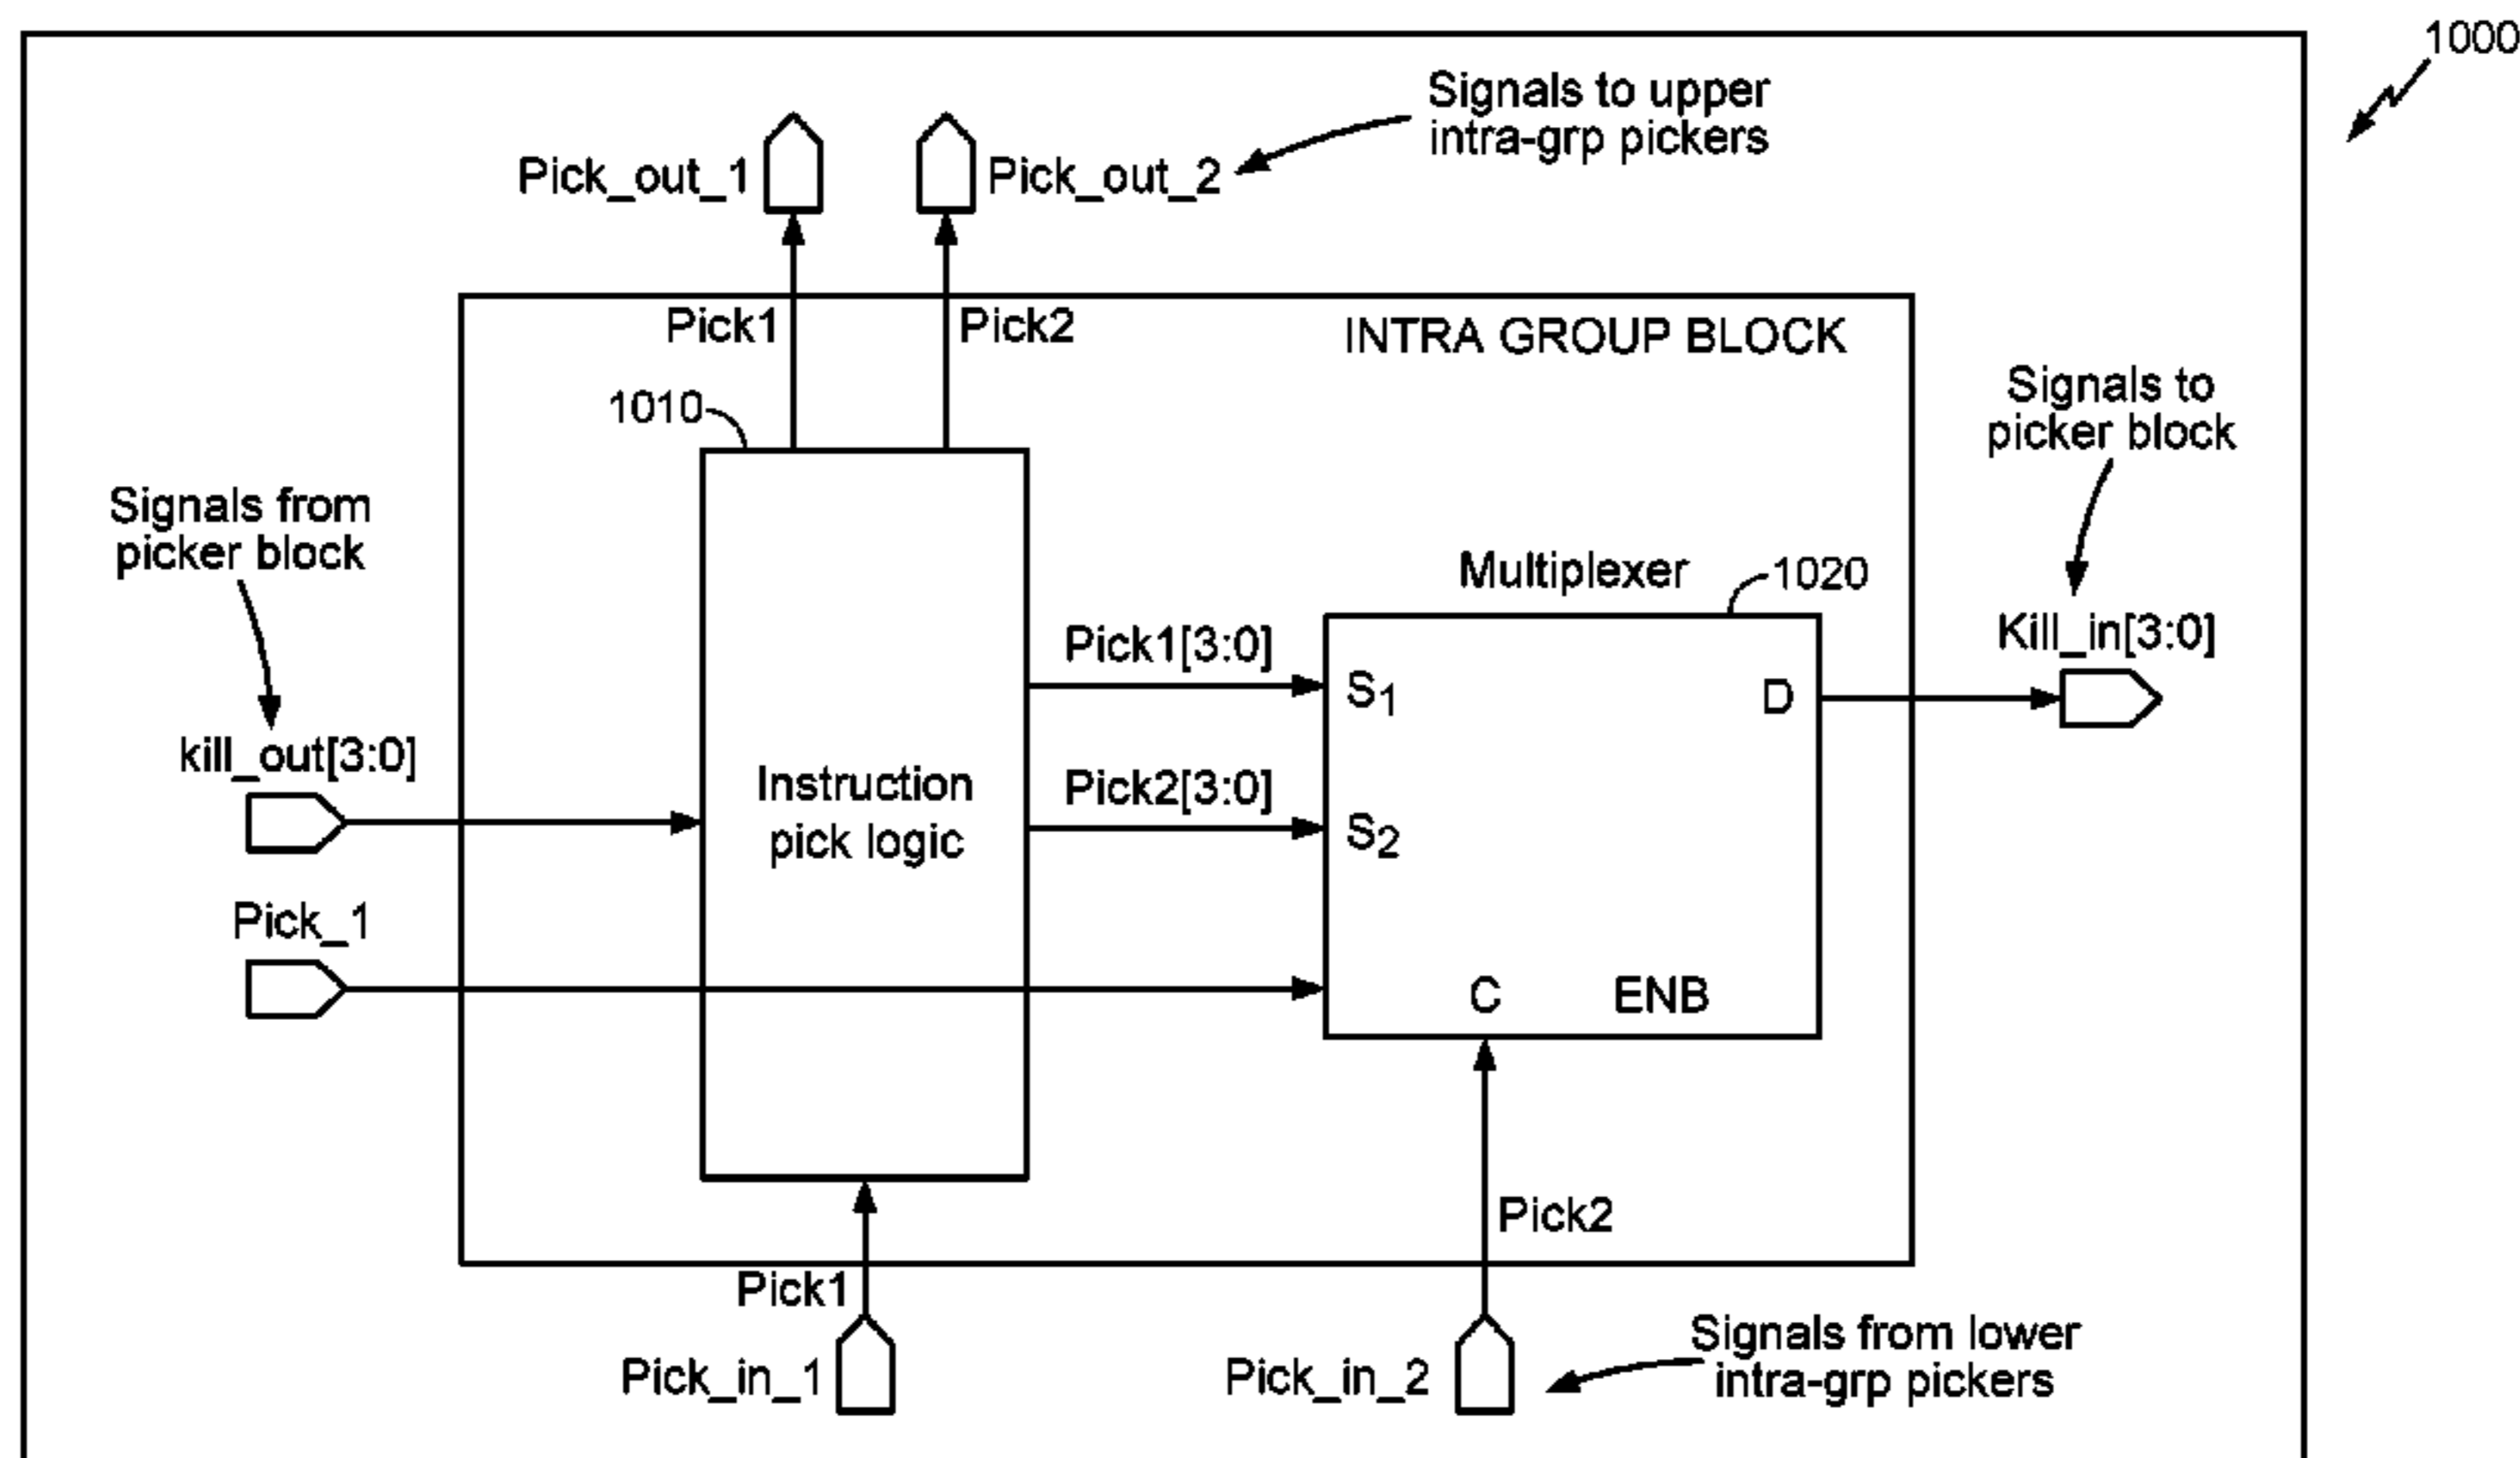 1000
Signals to upper
intra-grp pickers
Pick_out_1
Pick_out_2
Pick1
Pick2
INTRA GROUP BLOCK
1010
Signals to
picker block
Signals from
picker block
Multiplexer
1020
Kill_in[3:0]
Pick1[3:0]
S1
D
kill_out[3:0]
Instruction
pick logic
Pick2[3:0]
S2
Pick_1
C
ENB
Pick2
Pick1
Pick_in_1
Pick_in_2
Signals from lower
intra-grp pickers